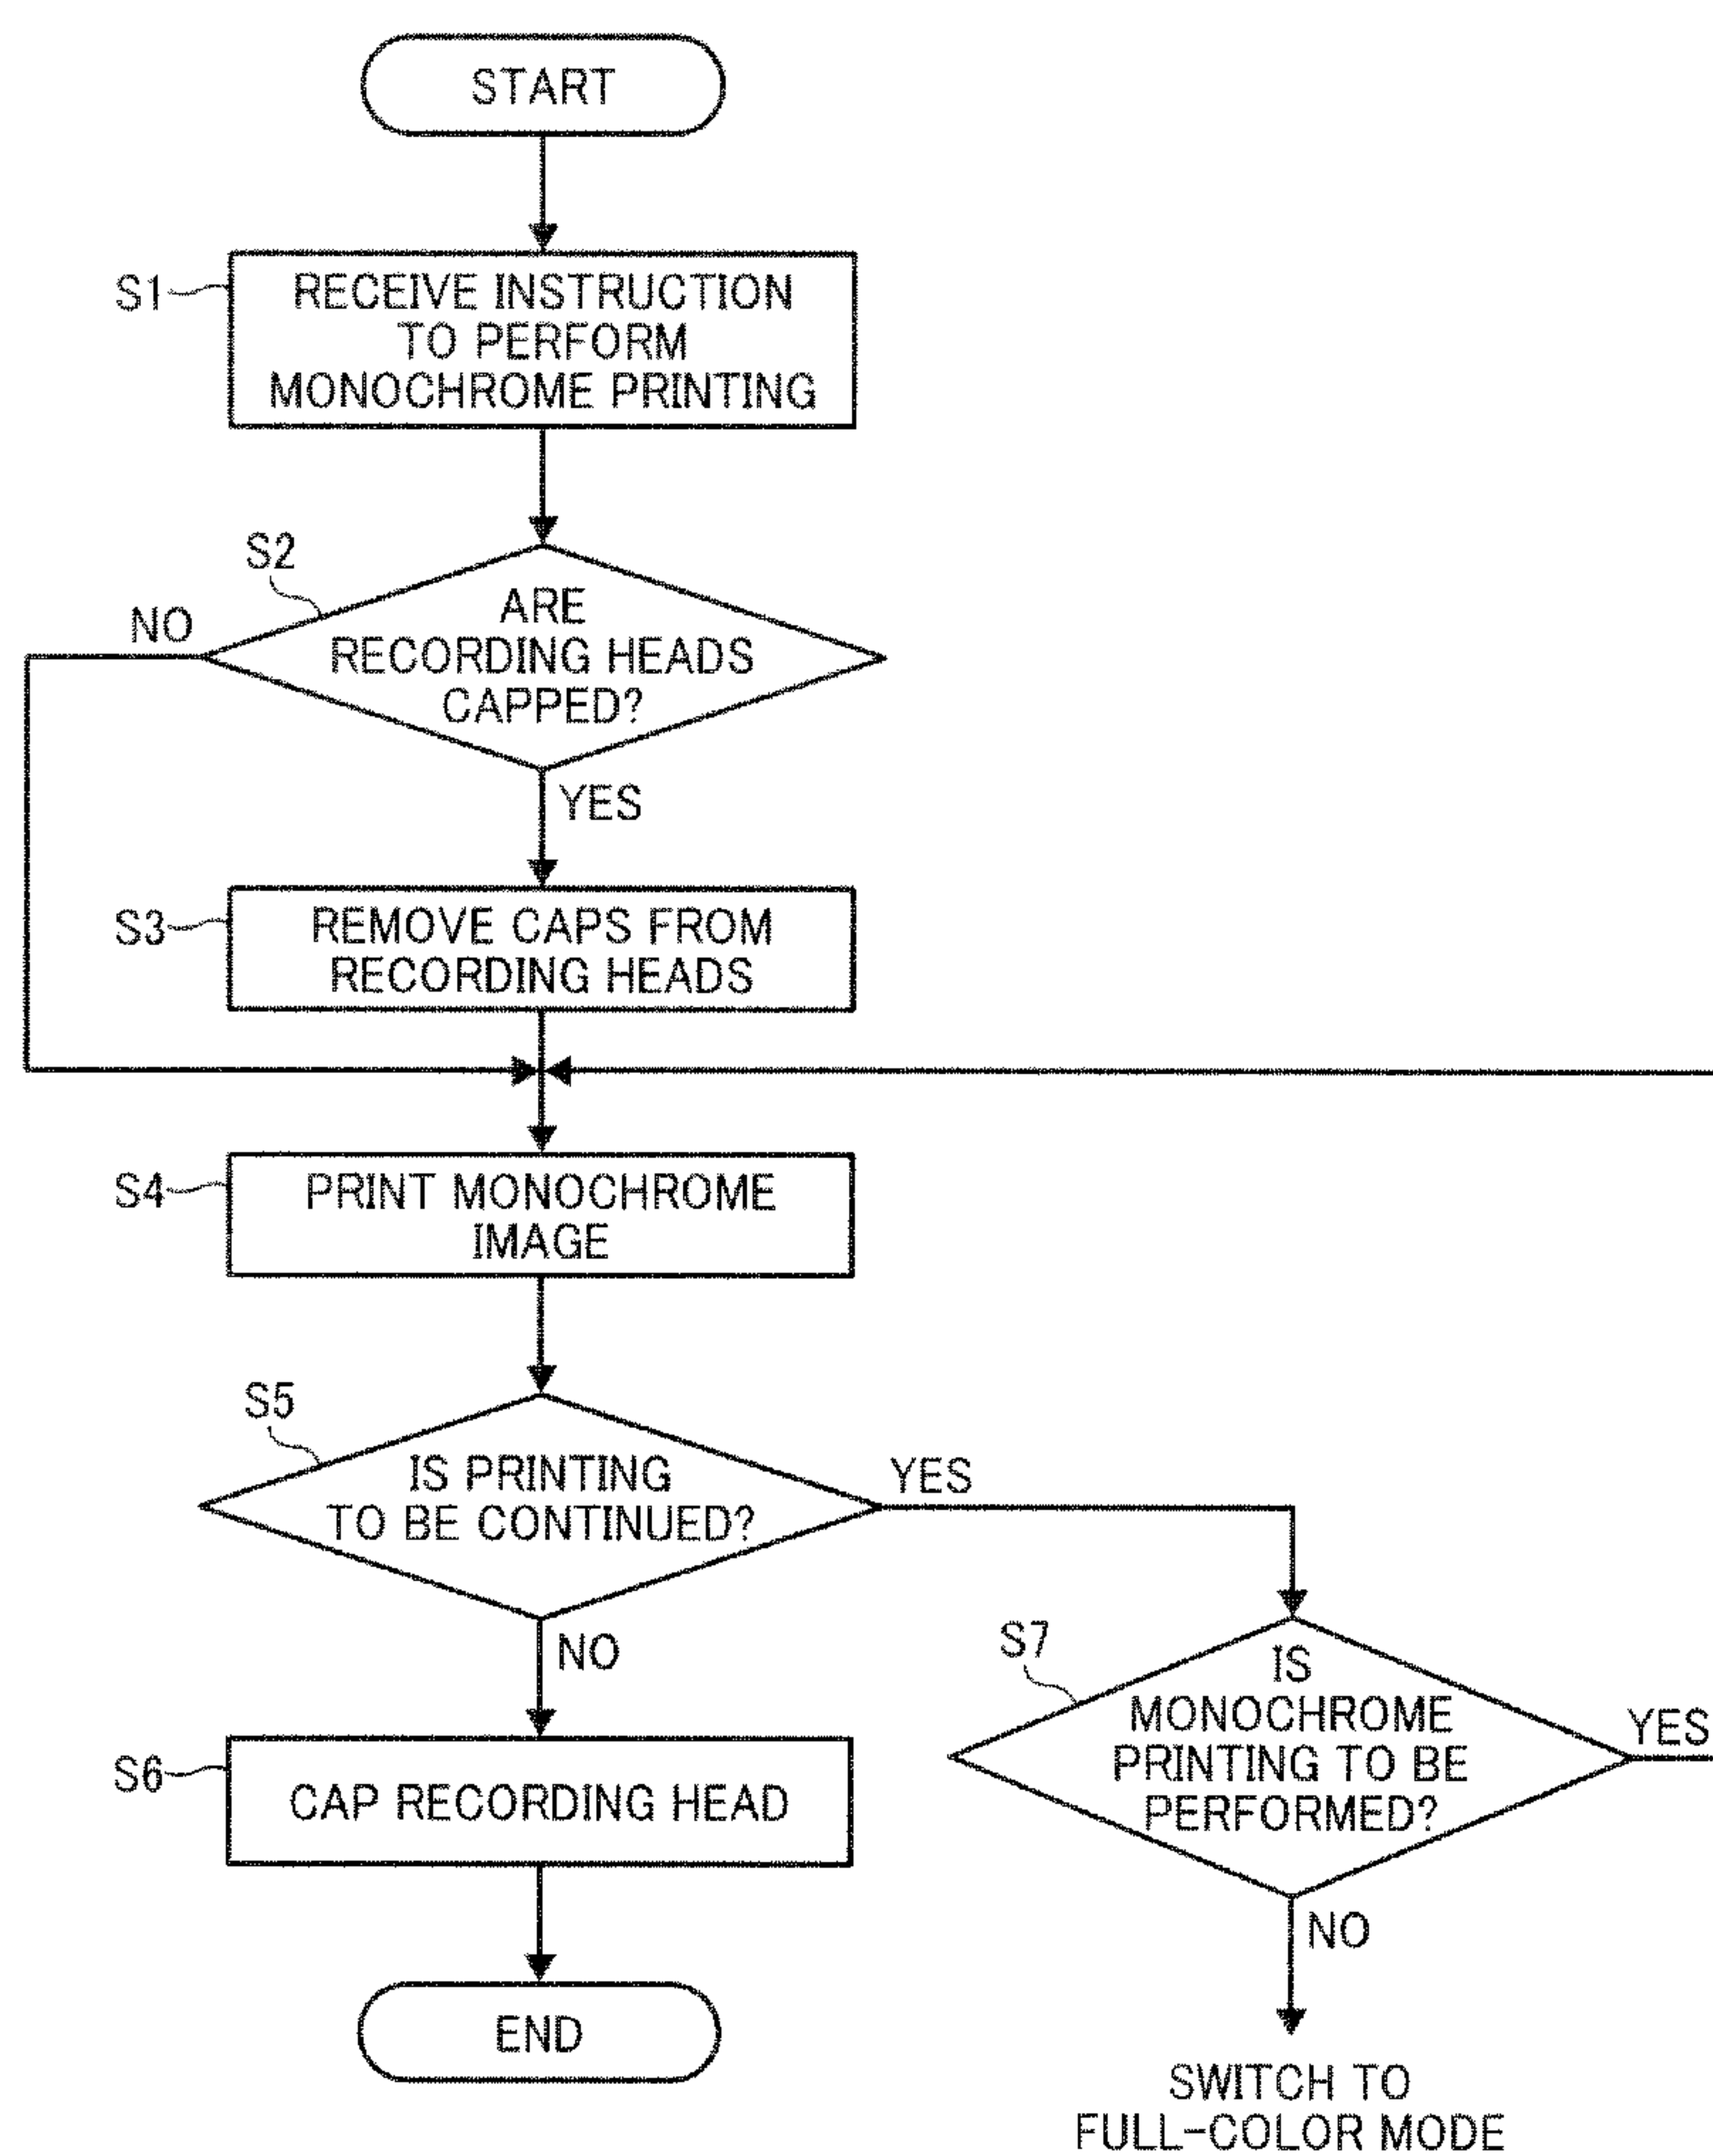 START
S1
RECEIVE INSTRUCTION
TO PERFORM
MONOCHROME PRINTING
S2
NO
ARE
RECORDING HEADS
CAPPED?
YES
S3
REMOVE CAPS FROM
RECORDING HEADS
S4
PRINT MONOCHROME
IMAGE
S5
IS PRINTING
TO BE CONTINUED?
YES
NO
S7
IS
MONOCHROME
PRINTING TO BE
PERFORMED?
YES
S6
CAP RECORDING HEAD
NO
END
SWITCH TO
FULL-COLOR MODE